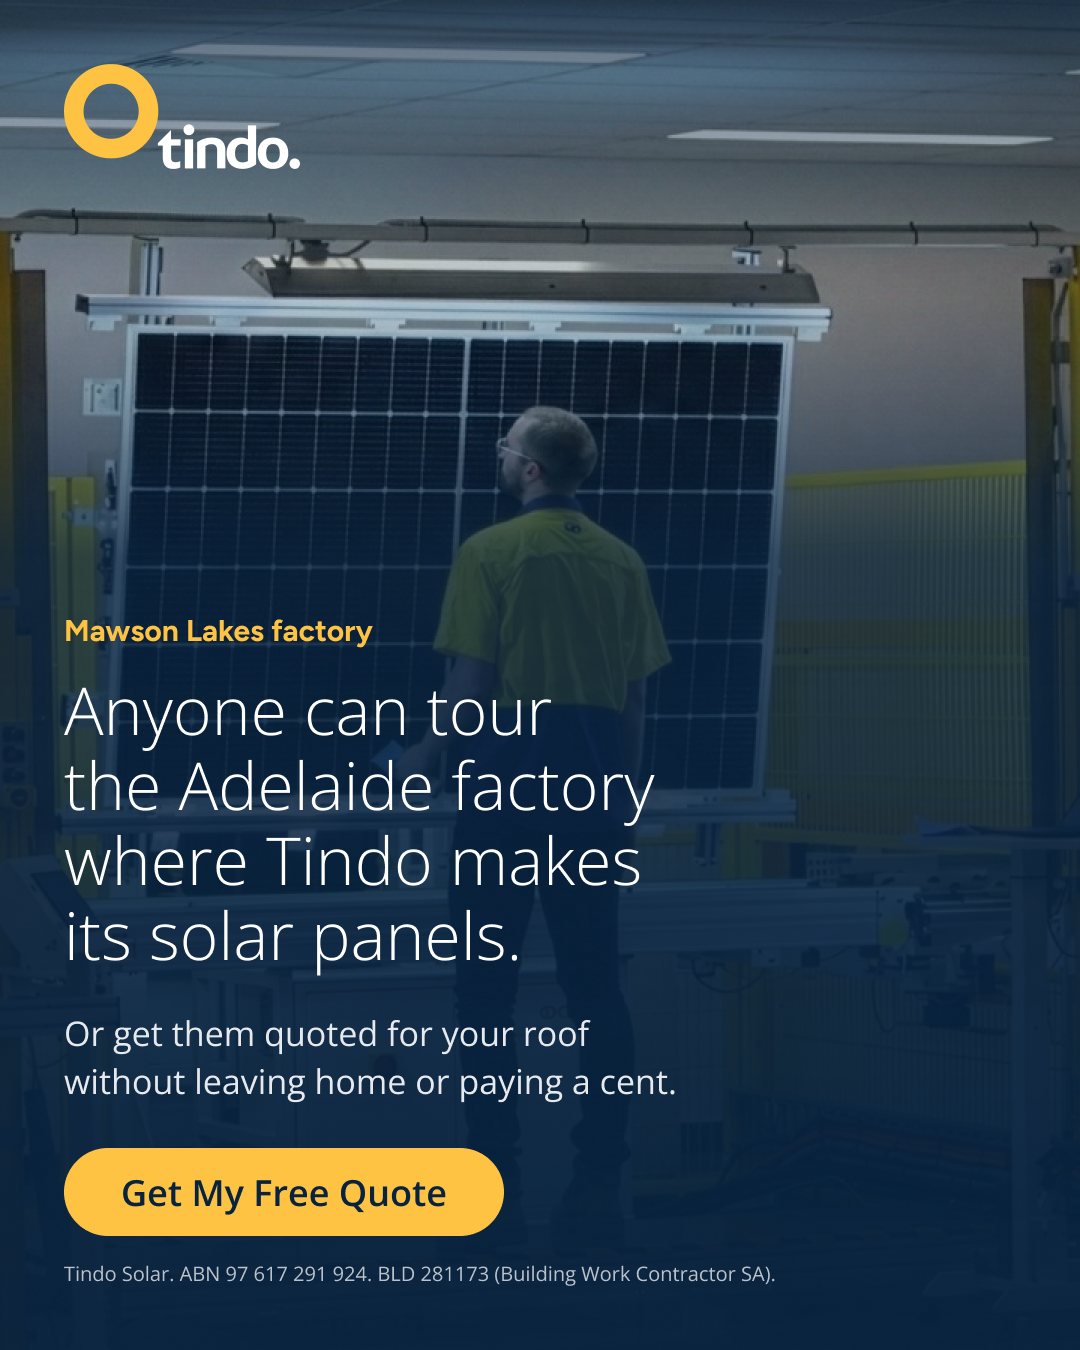 tindo.
Mawson Lakes factory
Anyone can tour
the Adelaide factory
where Tindo makes
its solar panels.
Or get them quoted for your roof
without leaving home or paying a cent.
Get My Free Quote
Tindo Solar. ABN 97 617 291 924. BLD 281173 (Building Work Contractor SA).